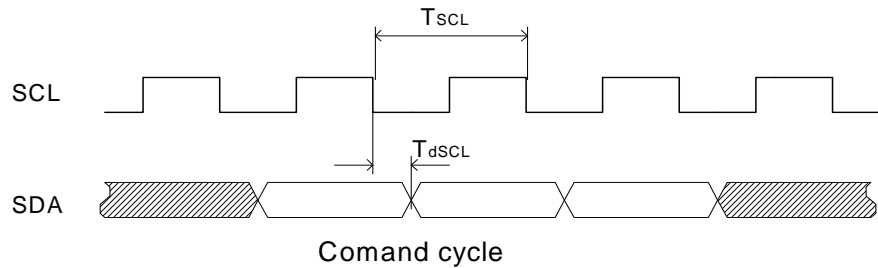 TSCL
SCL
TdSCL
SDA
Comand cycle